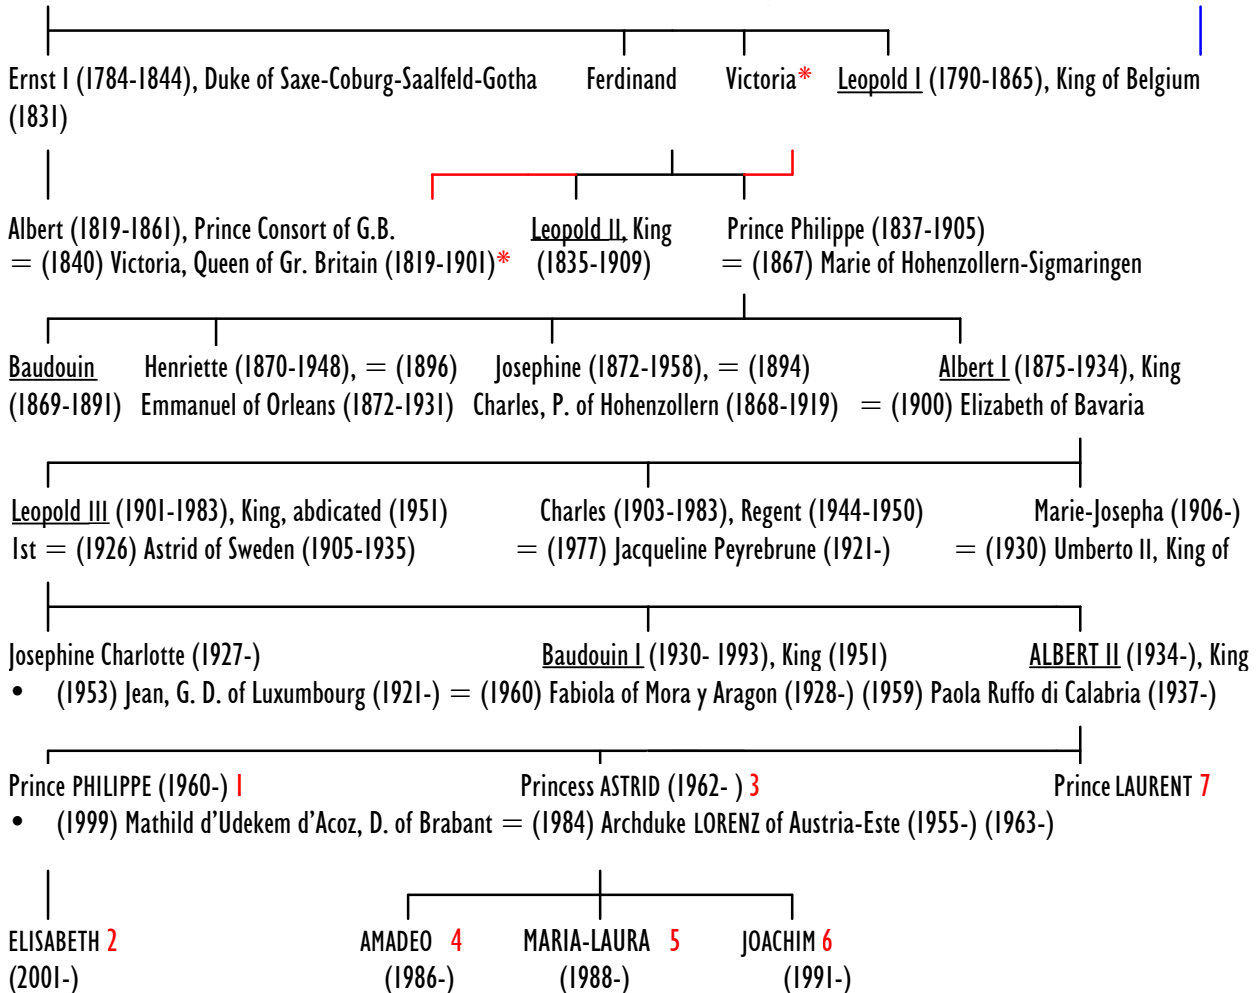 Ernst I (1784-1844), Duke of Saxe-Coburg-Saalfeld-Gotha Ferdinand Victoria* Leopold I (1790-1865), King of Belgium
(1831)
Albert (1819-1861), Prince Consort of G.B. Leopold II, King Prince Philippe (1837-1905)
= (1840) Victoria, Queen of Gr. Britain (1819-1901)* (1835-1909) = (1867) Marie of Hohenzollern-Sigmaringen
Baudouin Henriette (1870-1948), = (1896) Josephine (1872-1958), = (1894) Albert I (1875-1934), King
(1869-1891) Emmanuel of Orleans (1872-1931) Charles, P. of Hohenzollern (1868-1919) = (1900) Elizabeth of Bavaria
Leopold III (1901-1983), King, abdicated (1951) Charles (1903-1983), Regent (1944-1950) Marie-Josepha (1906-)
1st = (1926) Astrid of Sweden (1905-1935) = (1977) Jacqueline Peyrebrune (1921-) = (1930) Umberto II, King of
Josephine Charlotte (1927-) Baudouin I (1930- 1993), King (1951) ALBERT II (1934-), King
• (1953) Jean, G. D. of Luxumbourg (1921-) = (1960) Fabiola of Mora y Aragon (1928-) (1959) Paola Ruffo di Calabria (1937-)
Prince PHILIPPE (1960-) 1 Princess ASTRID (1962- ) 3 Prince LAURENT 7
• (1999) Mathild d'Udekem d'Acoz, D. of Brabant = (1984) Archduke LORENZ of Austria-Este (1955-) (1963-)
ELISABETH 2 AMADEO 4 MARIA-LAURA 5 JOACHIM 6
(2001-) (1986-) (1988-) (1991-)